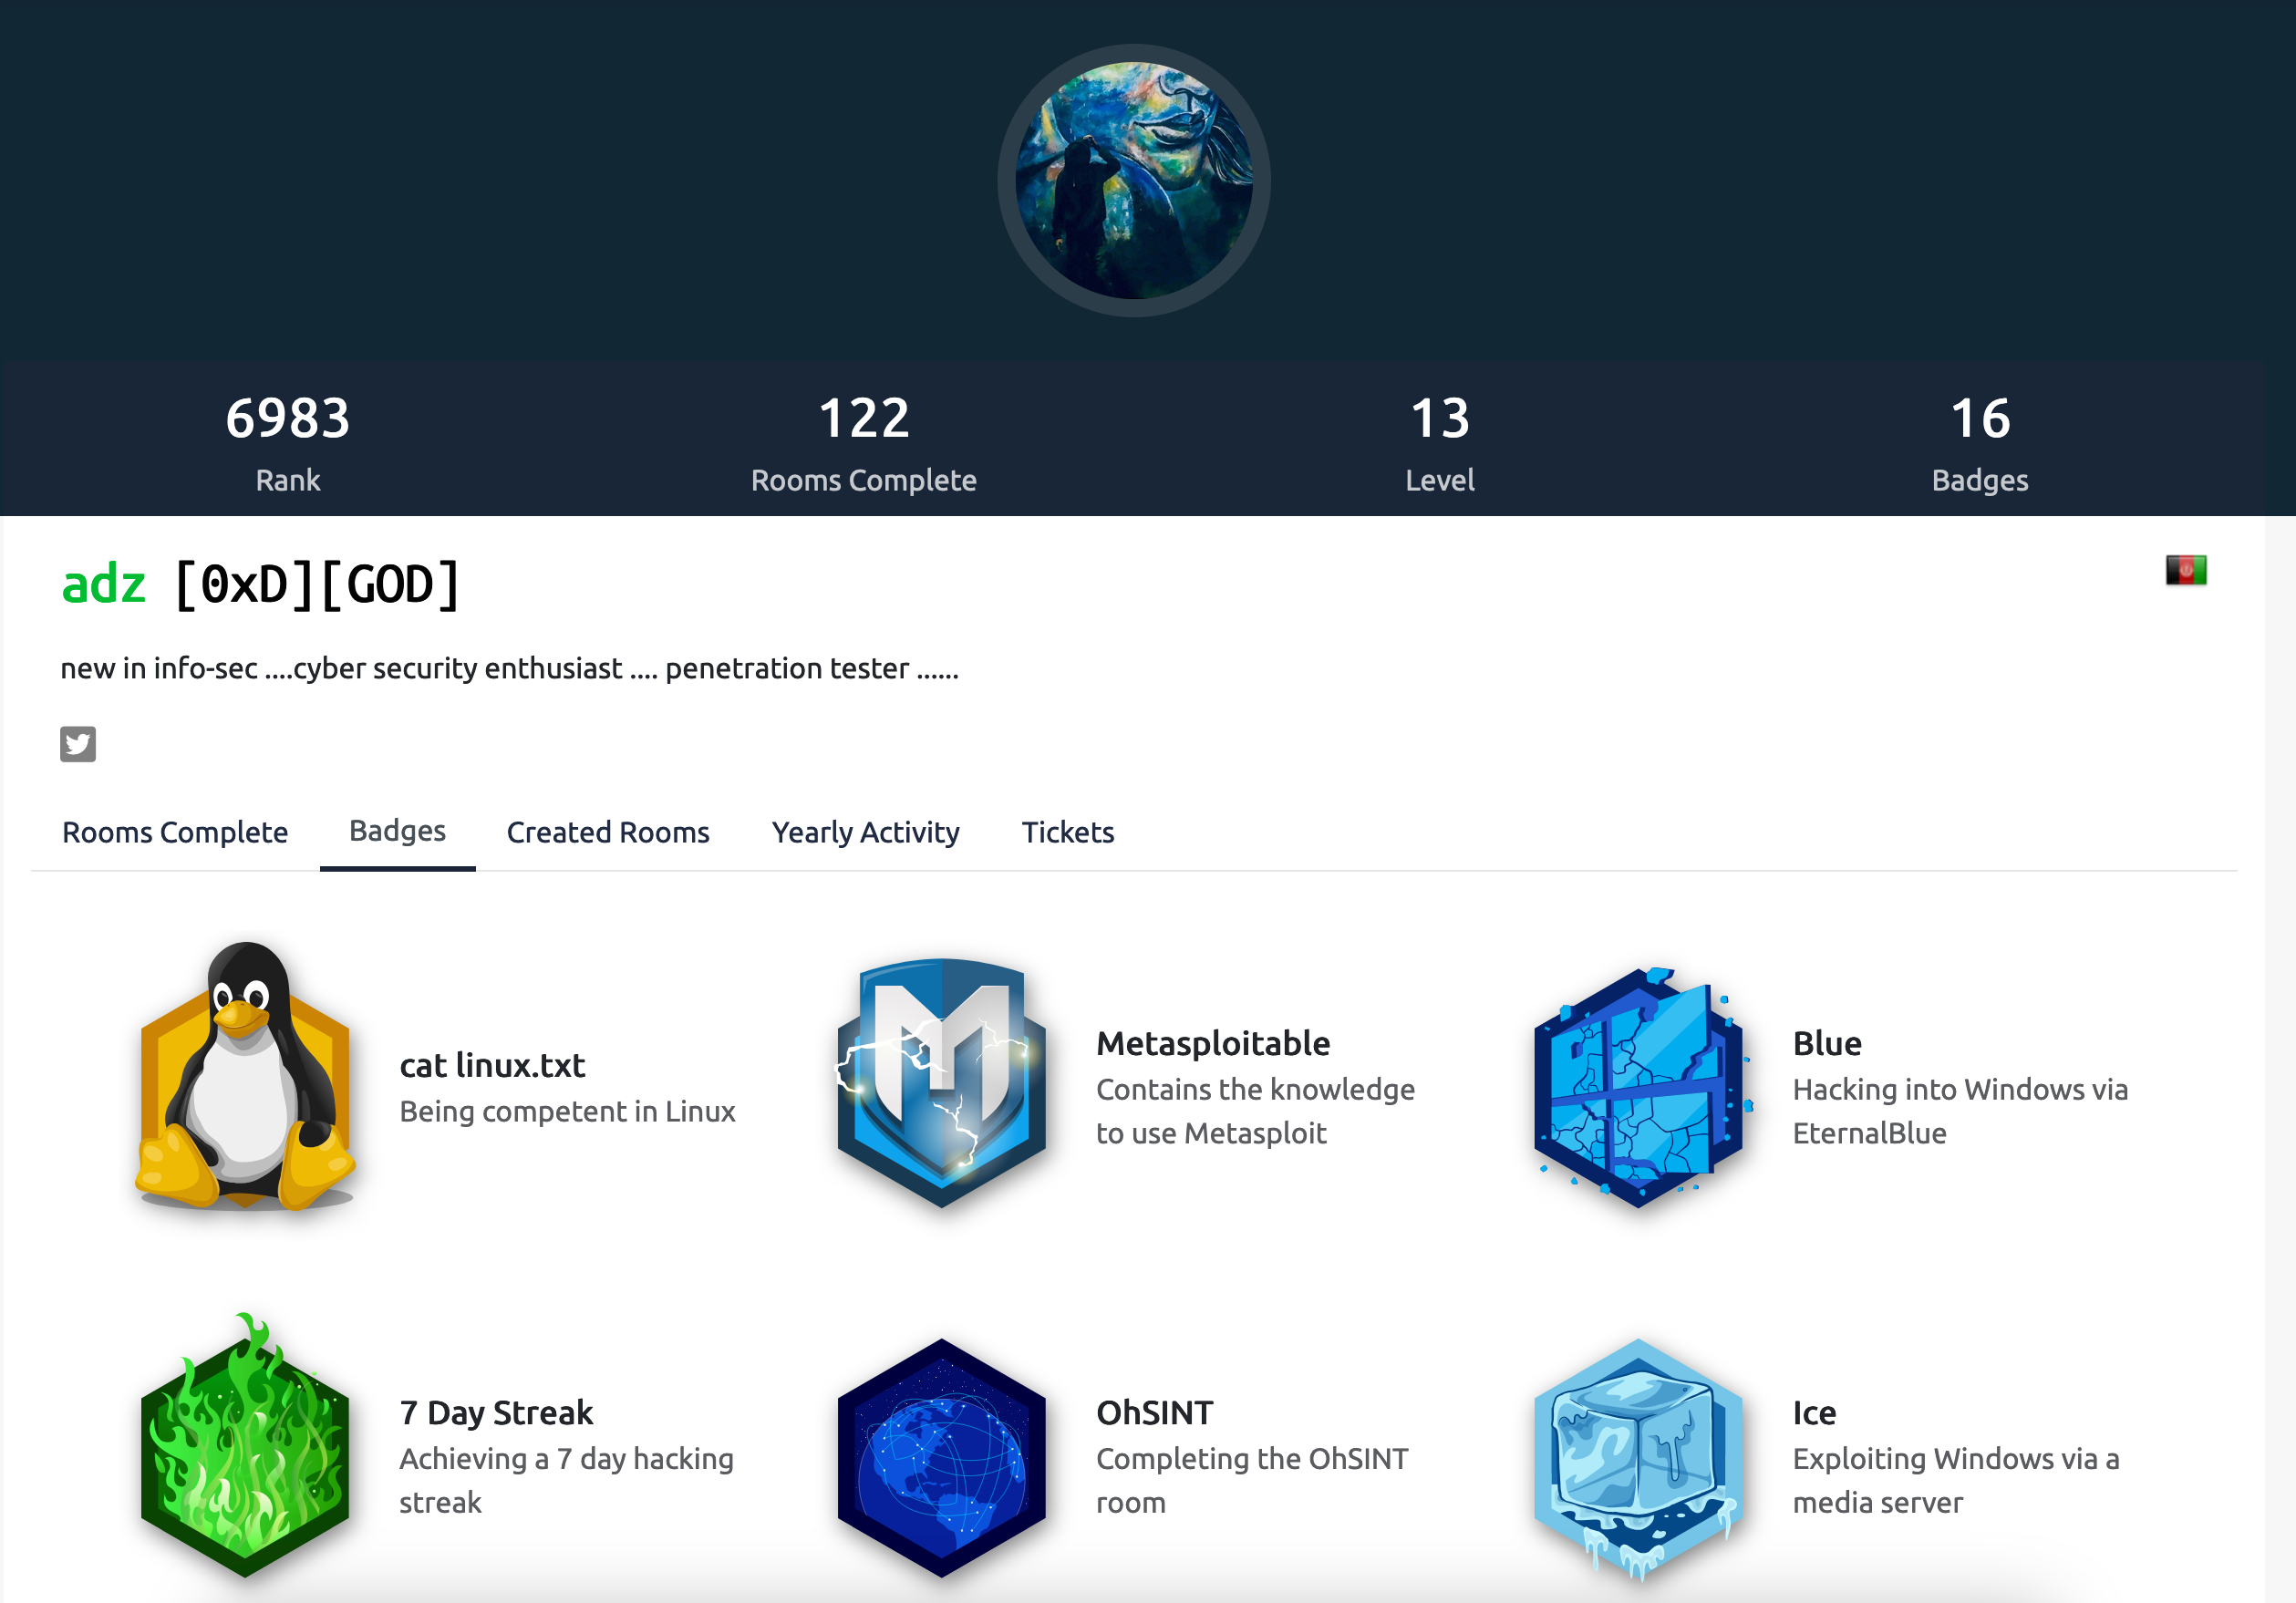 6983
Rank
122
Rooms Complete
13
Level
16
Badges
adz [0xD][GOD]
new in info-sec ....cyber security enthusiast .... penetration tester ......
Rooms Complete
Badges
Created Rooms
Yearly Activity
Tickets
cat linux.txt
Being competent in Linux
Metasploitable
Contains the knowledge
to use Metasploit
Blue
Hacking into Windows via
EternalBlue
7 Day Streak
Achieving a 7 day hacking
streak
OhSINT
Completing the OhSINT
room
Ice
Exploiting Windows via a
media server